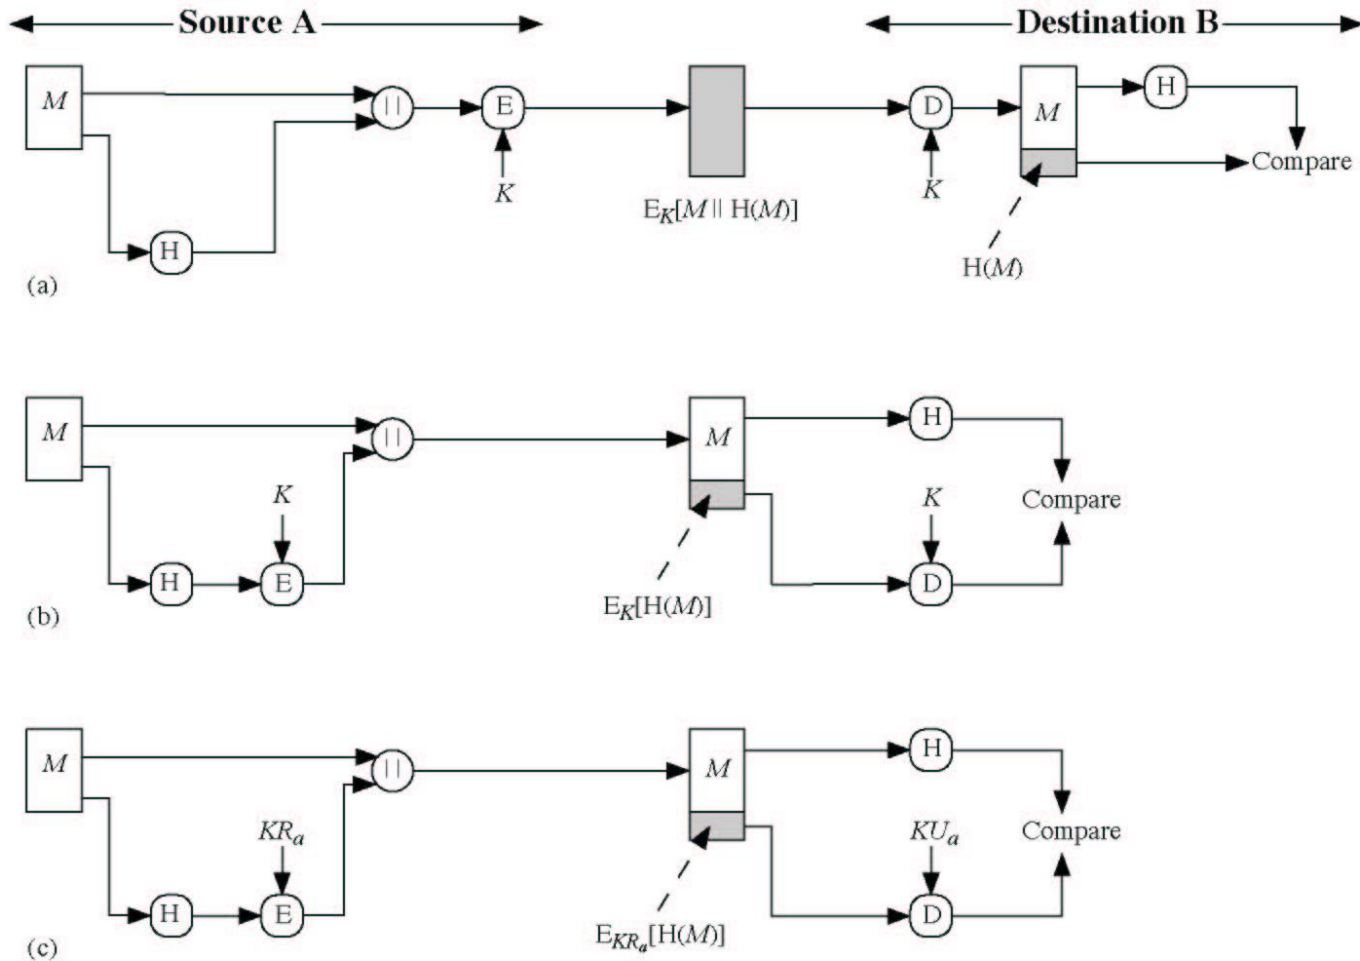 Source A
Destination B
M
||
E
D
M
H
K
K
Compare
E_K[M || H(M)]
H
H(M)
(a)
M
||
M
H
K
K
Compare
H
E
D
E_K[H(M)]
(b)
M
||
M
H
KR_a
KU_a
Compare
H
E
D
E_KR_a[H(M)]
(c)